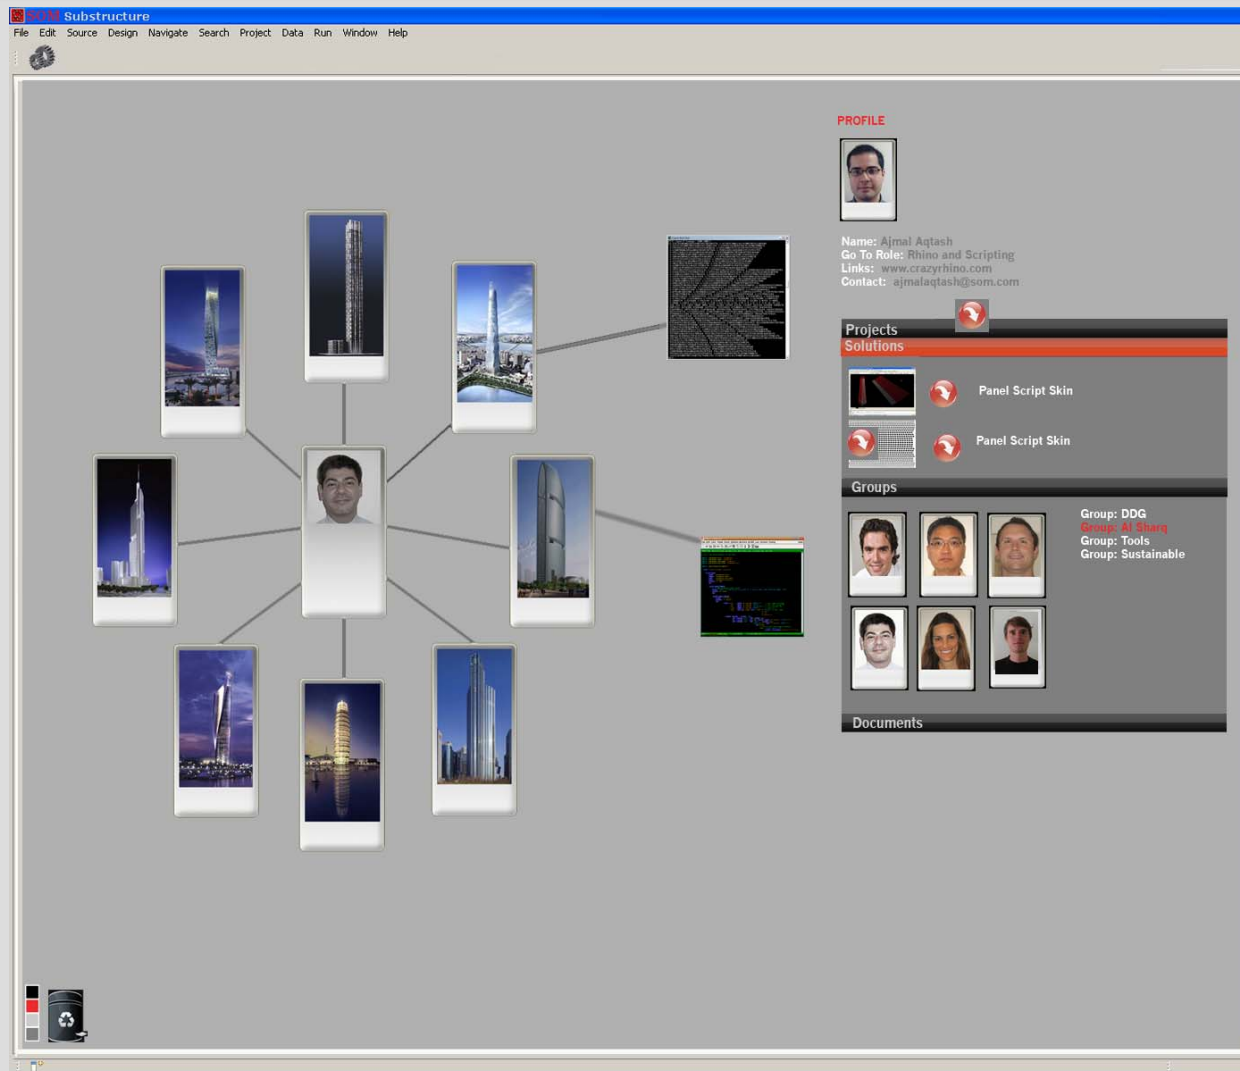 SOM Substructure
File Edit Source Design Navigate Search Project Data Run Window Help
PROFILE
Name: Ajmal Aqtash
Go To Role: Rhino and Scripting
Links: www.crazyrhino.com
Contact: ajmalaqtash@som.com
Projects
Solutions
Panel Script Skin
Panel Script Skin
Groups
Group: DDG
Group: Al Sharq
Group: Tools
Group: Sustainable
Documents